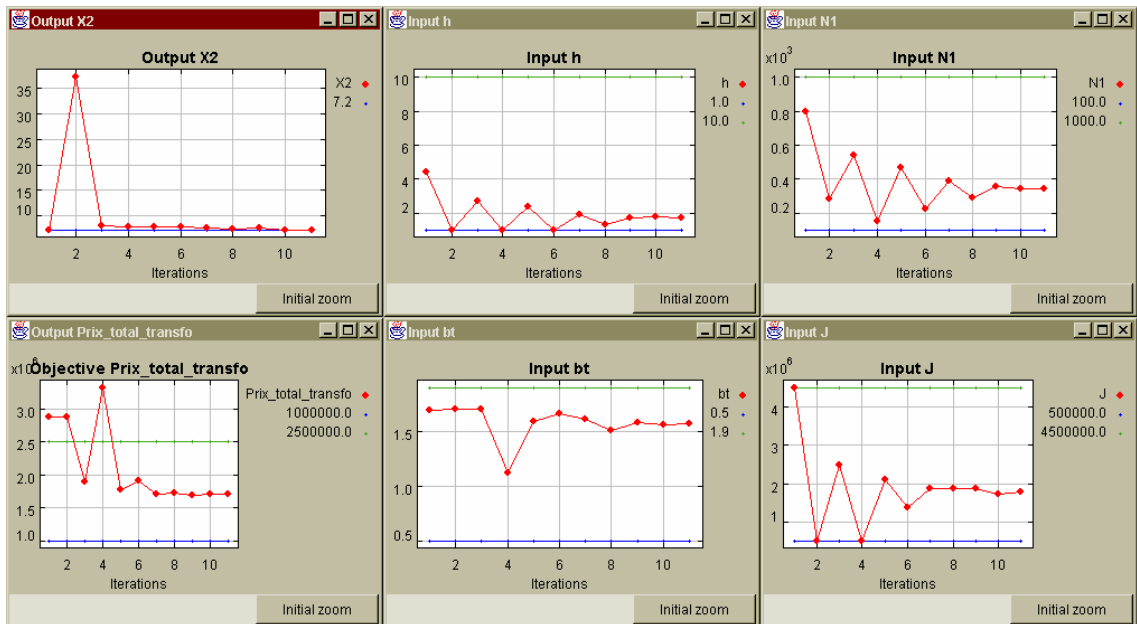 Output X2
Output X2
35
30
25
20
15
10
2
4
6
8
10
Iterations
X2
7.2
Initial zoom
Input h
Input h
10
8
6
4
2
2
4
6
8
10
Iterations
h
1.0
10.0
Initial zoom
Input N1
x10³
Input N1
1.0
0.8
0.6
0.4
0.2
2
4
6
8
10
Iterations
N1
100.0
1000.0
Initial zoom
Output Prix_total_transfo
x10⁶
Objective Prix_total_transfo
3.0
2.5
2.0
1.5
1.0
2
4
6
8
10
Iterations
Prix_total_transfo
1000000.0
2500000.0
Initial zoom
Input bt
Input bt
1.5
1.0
0.5
2
4
6
8
10
Iterations
bt
0.5
1.9
Initial zoom
Input J
x10⁶
Input J
4
3
2
1
2
4
6
8
10
Iterations
J
500000.0
4500000.0
Initial zoom